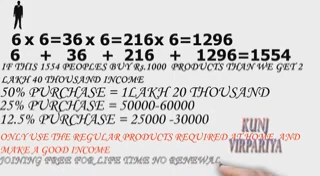 6 x 6=36 x 6=216x 6=1296
6 + 36 + 216 + 1296=1554
IF THIS 1554 PEOPLES BUY Rs.1000 PRODUCTS THAN WE GET 2
LAKH 40 THOUSAND INCOME
50% PURCHASE = 1LAKH 20 THOUSAND
25% PURCHASE = 50000-60000
12.5% PURCHASE = 25000 -30000
ONLY USE THE REGULAR PRODUCTS REQUIRED AT HOME, AND
MAKE A GOOD INCOME
JOINING FREE FOR LIFE TIME NO RENEWAL
KUNJ
VIRPARIYA